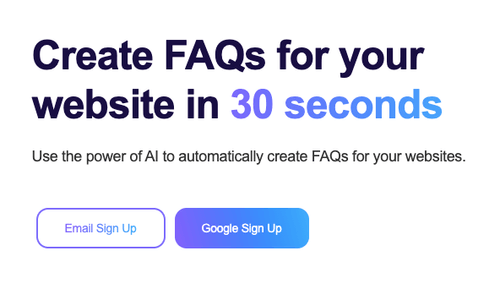 Create FAQs for your
website in 30 seconds
Use the power of AI to automatically create FAQs for your websites.
Email Sign Up
Google Sign Up